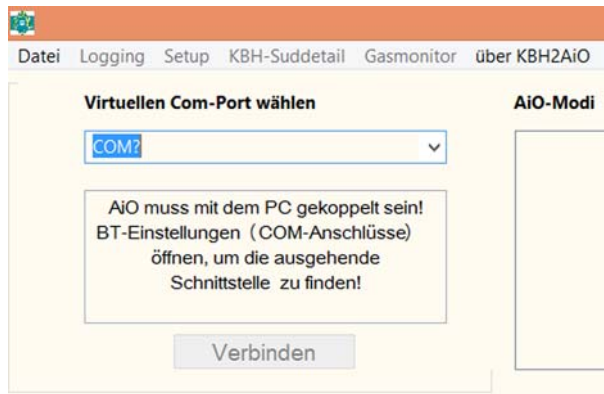 Datei Logging Setup KBH-Suddetail Gasmonitor über KBH2AiO
Virtuellen Com-Port wählen
AiO-Modi
COM?
AiO muss mit dem PC gekoppelt sein!
BT-Einstellungen (COM-Anschlüsse)
öffnen, um die ausgehende
Schnittstelle zu finden!
Verbinden